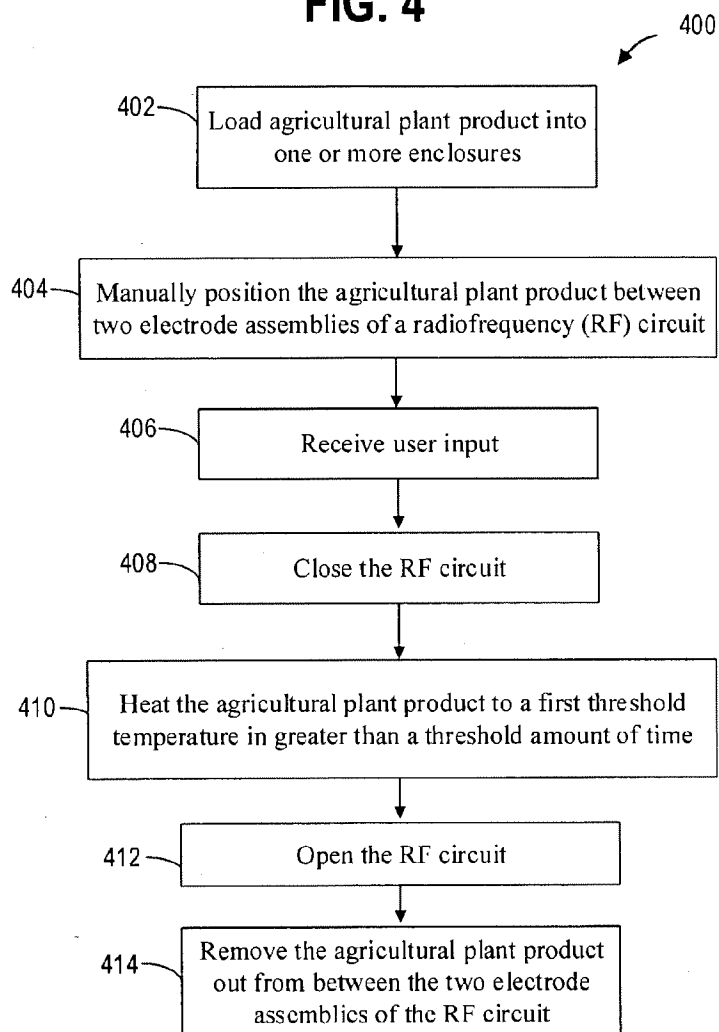 FIG. 4
400
402
Load agricultural plant product into
one or more enclosures
404
Manually position the agricultural plant product between
two electrode assemblies of a radiofrequency (RF) circuit
406
Receive user input
408
Close the RF circuit
410
Heat the agricultural plant product to a first threshold
temperature in greater than a threshold amount of time
412
Open the RF circuit
414
Remove the agricultural plant product
out from between the two electrode
assemblies of the RF circuit